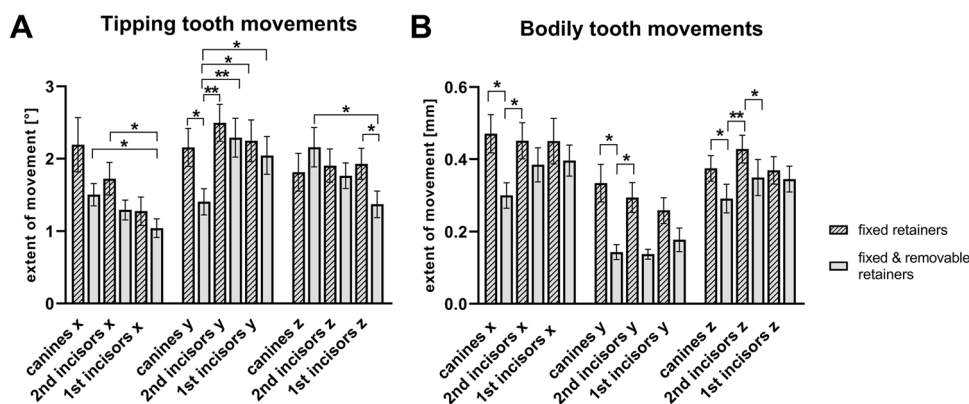 A
Tipping tooth movements
extent of movement [°]
3
2
1
0
*
*
*
**
**
*
*
*
*
*
canines x
2nd incisors x
1st incisors x
canines y
2nd incisors y
1st incisors y
canines z
2nd incisors z
1st incisors z
B
Bodily tooth movements
extent of movement [mm]
0.6
0.4
0.2
0.0
*
*
*
*
*
**
*
canines x
2nd incisors x
1st incisors x
canines y
2nd incisors y
1st incisors y
canines z
2nd incisors z
1st incisors z
fixed retainers
fixed & removable
retainers